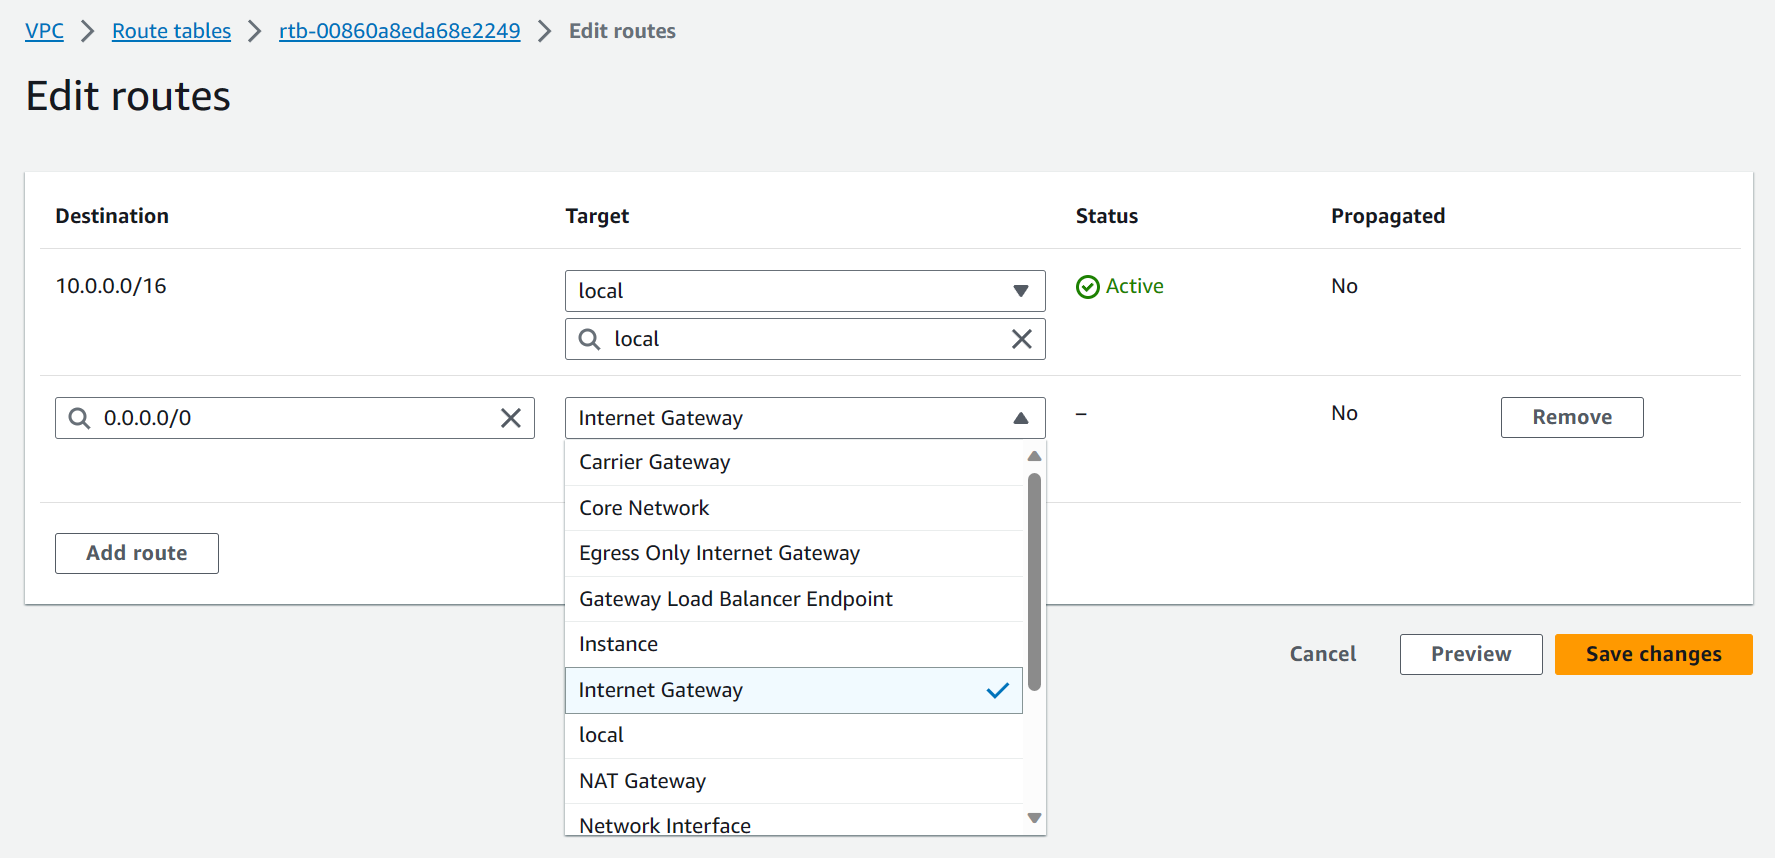 VPC > Route tables > rtb-00860a8eda68e2249 > Edit routes
Edit routes
Destination Target Status Propagated
10.0.0.0/16 local Active No
local
0.0.0.0/0 Internet Gateway – No Remove
Carrier Gateway
Core Network
Egress Only Internet Gateway
Add route
Gateway Load Balancer Endpoint
Instance
Cancel Preview Save changes
Internet Gateway
local
NAT Gateway
Network Interface